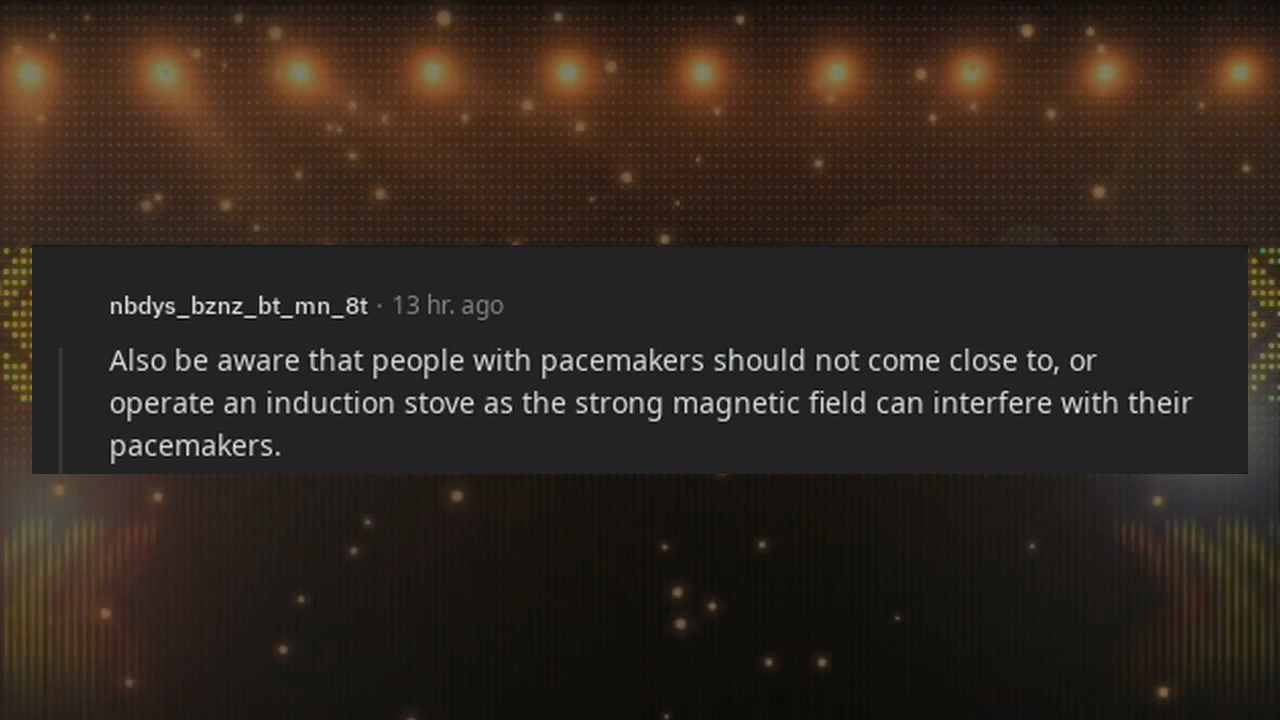 nbdys_bznz_bt_mn_8t · 13 hr. ago
Also be aware that people with pacemakers should not come close to, or
operate an induction stove as the strong magnetic field can interfere with their
pacemakers.